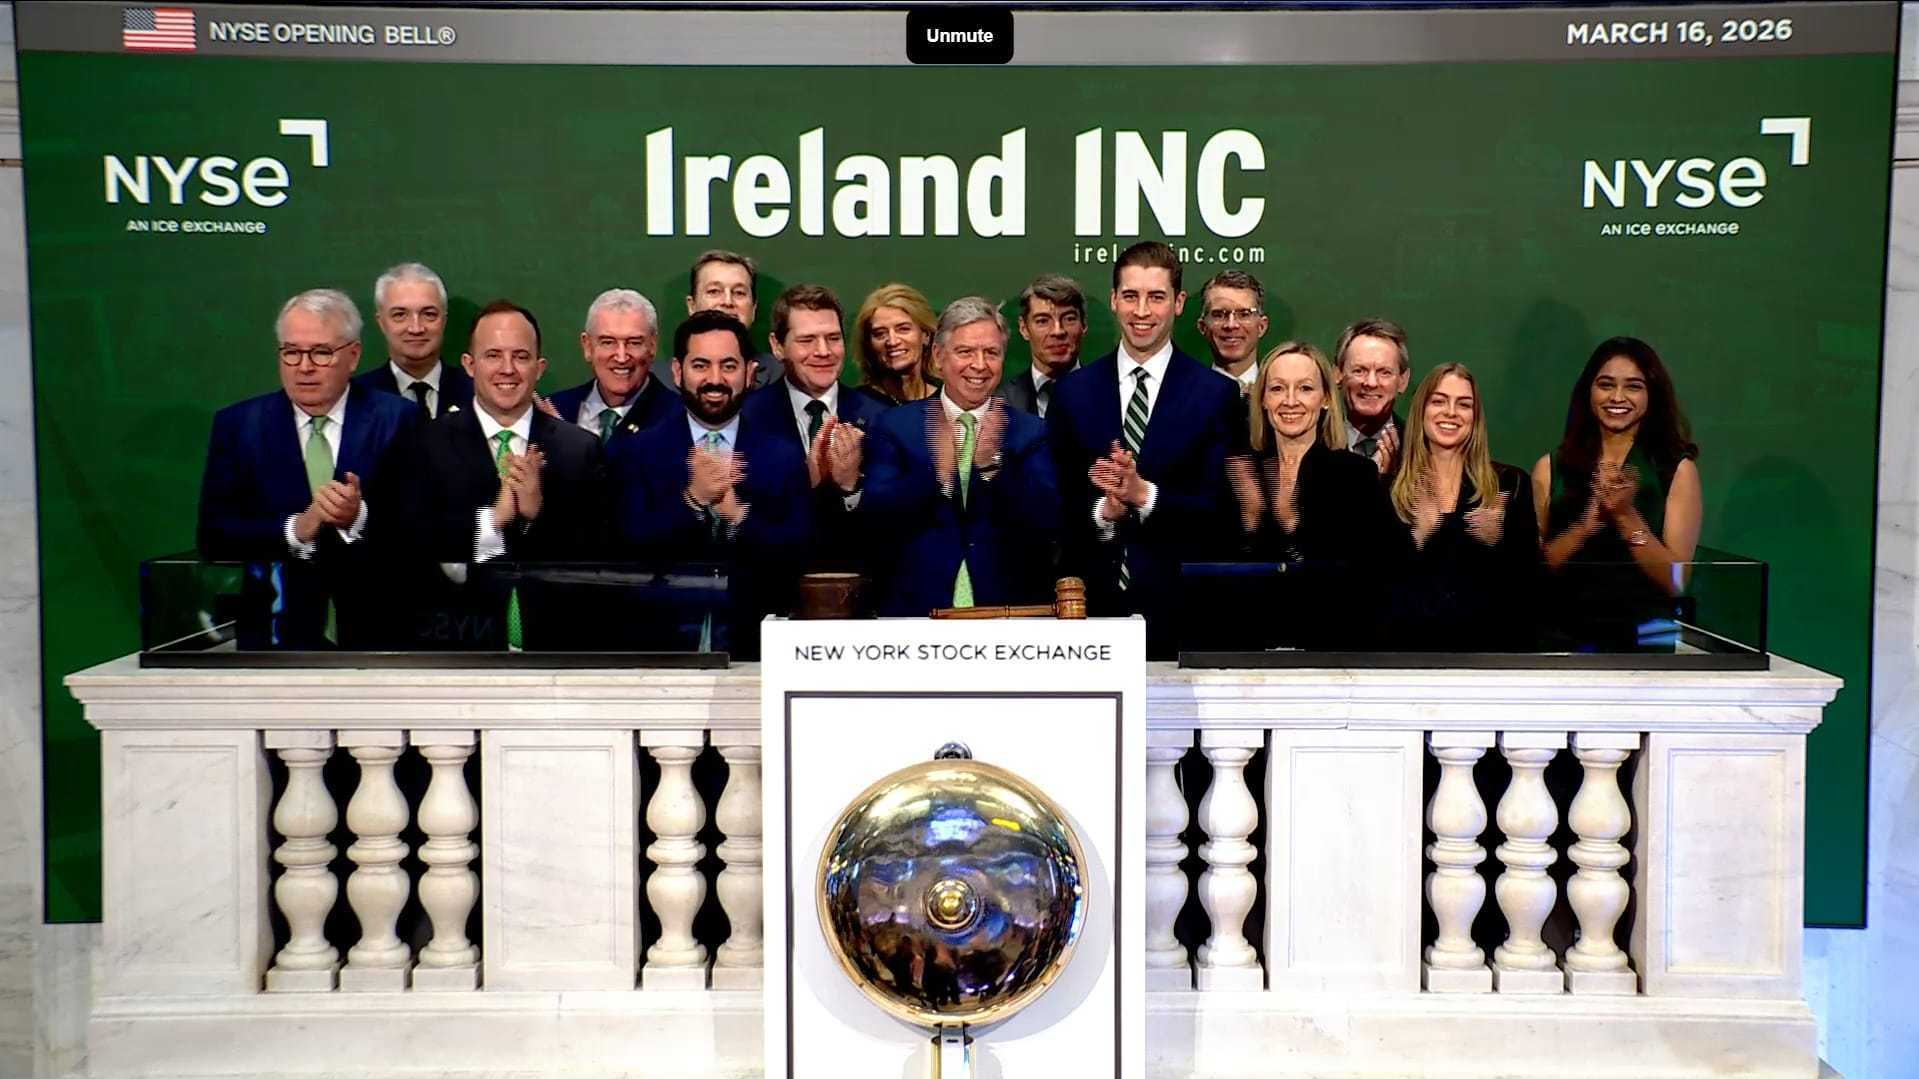 NYSE OPENING BELL®
Unmute
MARCH 16, 2026
NYSE
AN ICE EXCHANGE
Ireland INC
NYSE
AN ICE EXCHANGE
NEW YORK STOCK EXCHANGE